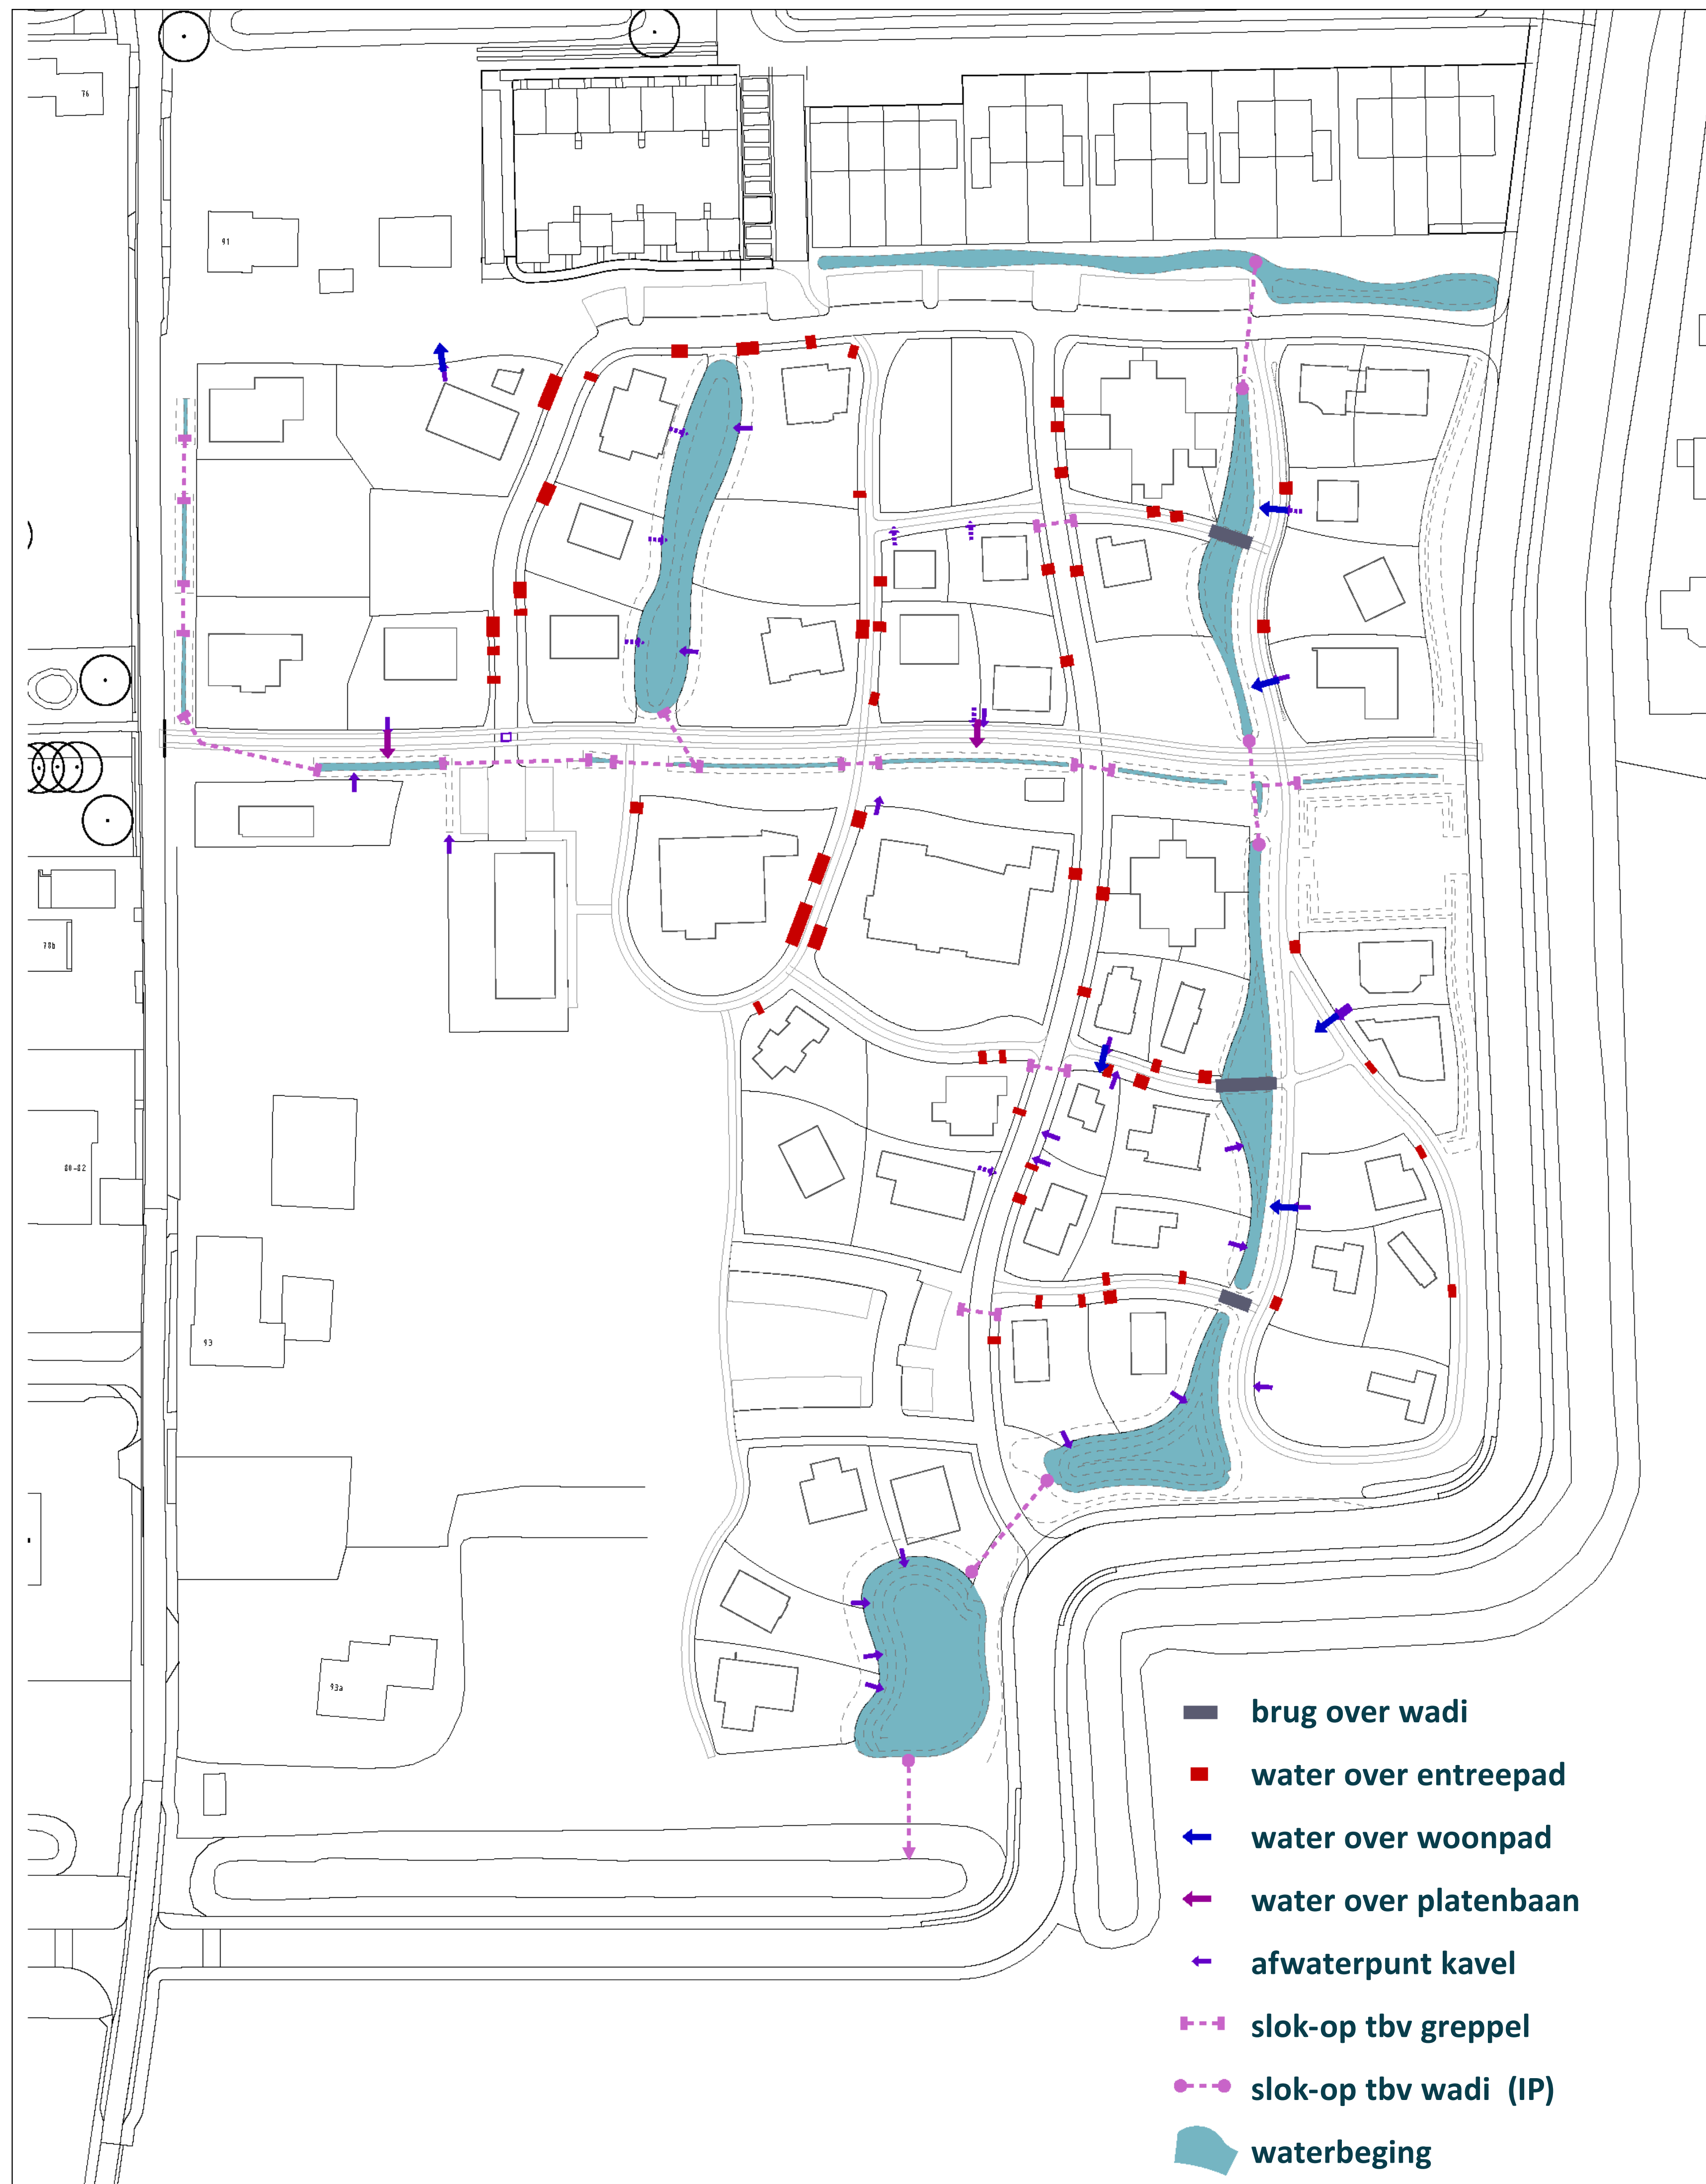 76
91
78b
80-82
93
93a
brug over wadi
water over entreepad
water over woonpad
water over platenbaan
afwaterpunt kavel
slok-op tbv greppel
slok-op tbv wadi (IP)
waterbeging